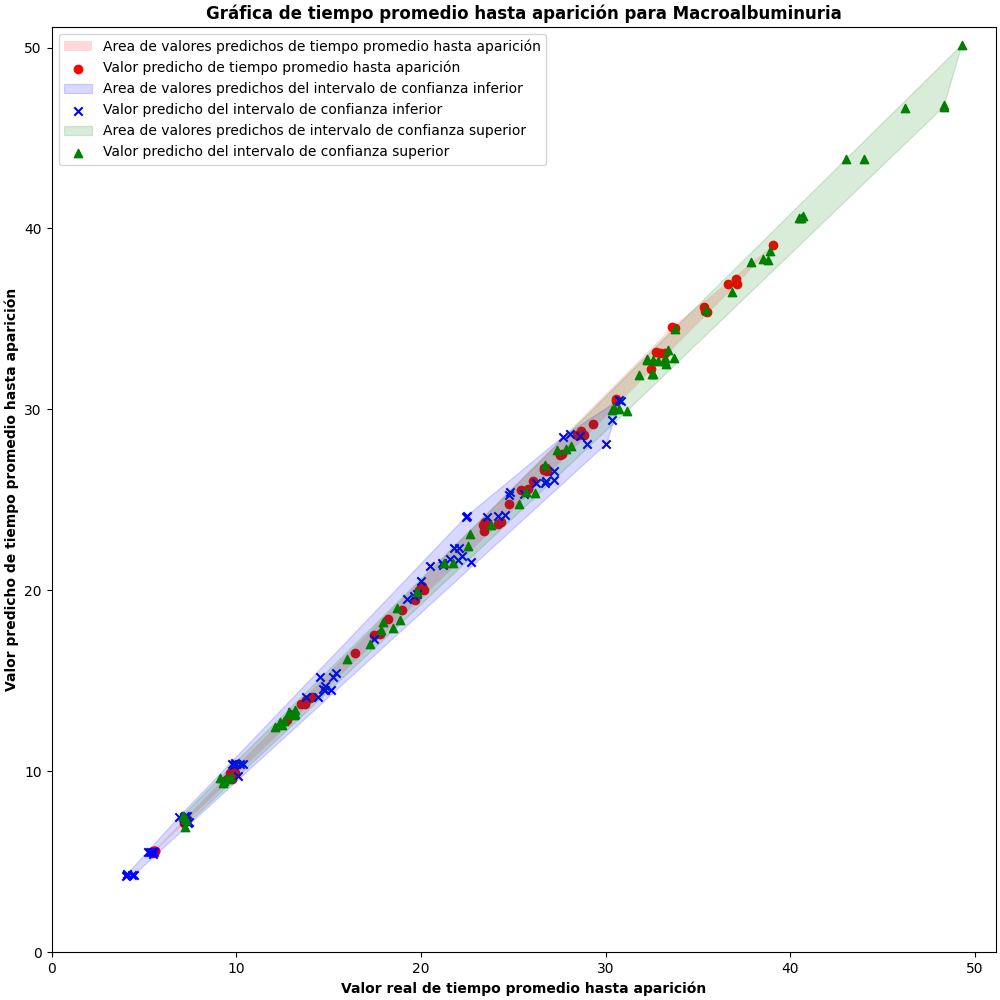 Gráfica de tiempo promedio hasta aparición para Macroalbuminuria
Area de valores predichos de tiempo promedio hasta aparición
Valor predicho de tiempo promedio hasta aparición
Area de valores predichos del intervalo de confianza inferior
Valor predicho del intervalo de confianza inferior
Area de valores predichos de intervalo de confianza superior
Valor predicho del intervalo de confianza superior
Valor predicho de tiempo promedio hasta aparición
50
40
30
20
10
0
0 10 20 30 40 50
Valor real de tiempo promedio hasta aparición